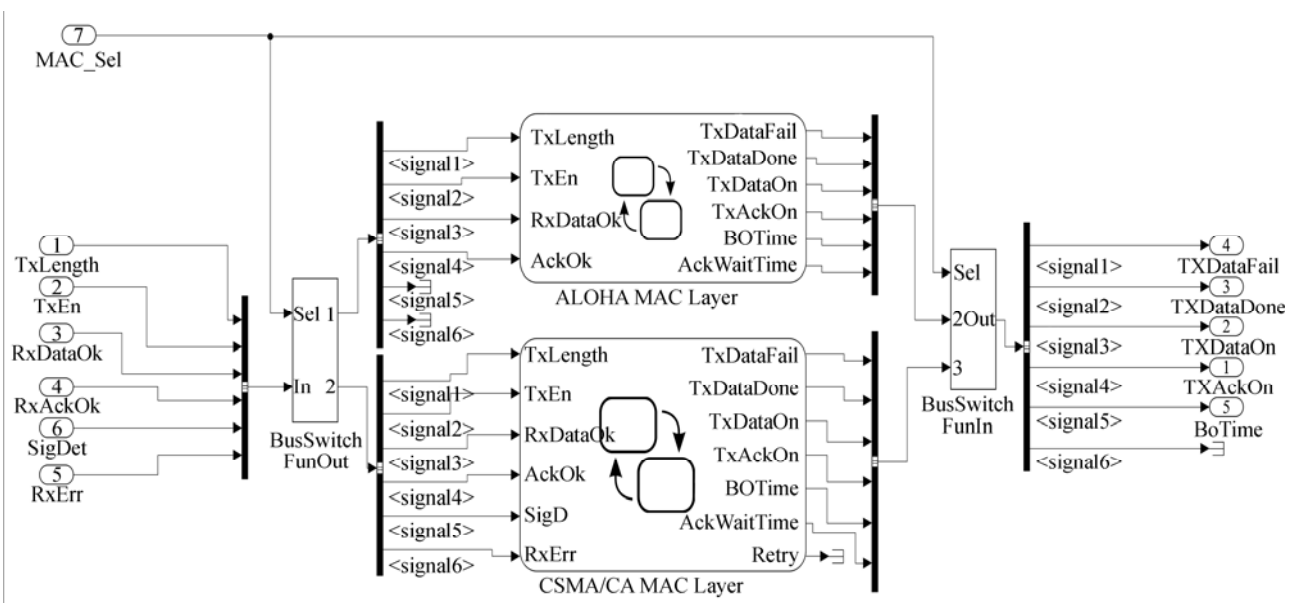 7
MAC_Sel
1
TxLength
2
TxEn
3
RxDataOk
4
RxAckOk
6
SigDet
5
RxErr
Sel 1
In 2
BusSwitch
FunOut
<signal1>
<signal2>
<signal3>
<signal4>
<signal5>
<signal6>
<signal1>
<signal2>
<signal3>
<signal4>
<signal5>
<signal6>
TxLength
TxEn
RxDataOk
AckOk
TxDataFail
TxDataDone
TxDataOn
TxAckOn
BOTime
AckWaitTime
ALOHA MAC Layer
TxLength
TxEn
RxDataOk
AckOk
SigD
RxErr
TxDataFail
TxDataDone
TxDataOn
TxAckOn
BOTime
AckWaitTime
Retry
CSMA/CA MAC Layer
Sel
2Out
3
BusSwitch
FunIn
<signal1>
<signal2>
<signal3>
<signal4>
<signal5>
<signal6>
4
TXDataFail
3
TXDataDone
2
TXDataOn
1
TXAckOn
5
BoTime